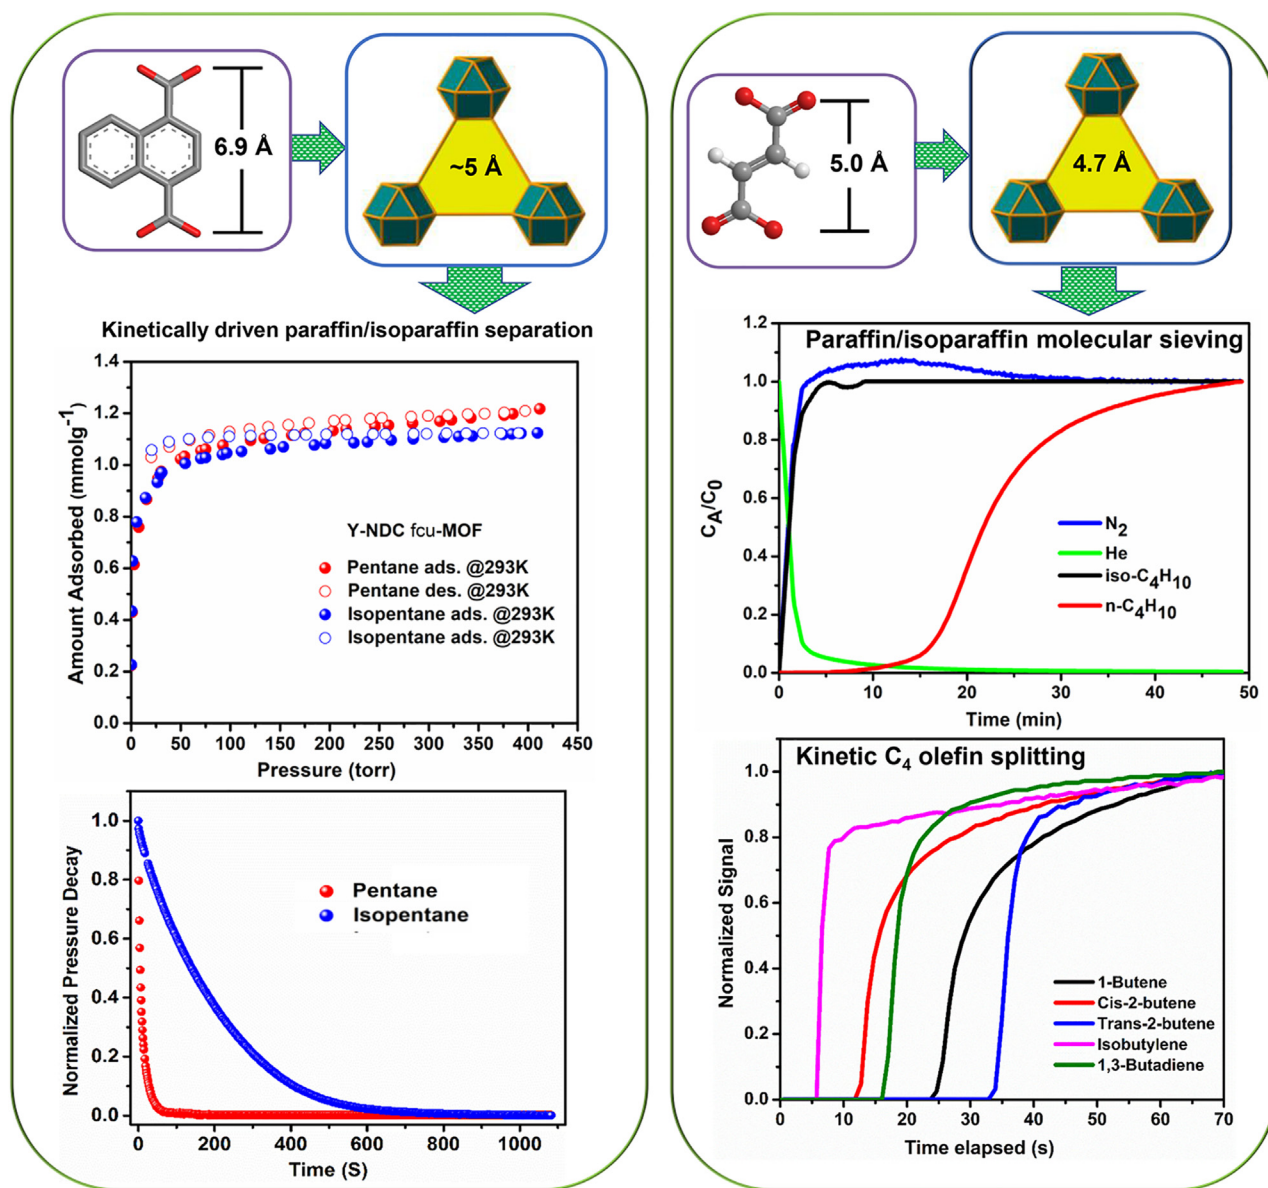 6.9 Å
~5 Å
Kinetically driven paraffin/isoparaffin separation
1.4
1.2
1.0
0.8
0.6
0.4
0.2
0.0
Amount Adsorbed (mmolg⁻¹)
Y-NDC fcu-MOF
Pentane ads. @293K
Pentane des. @293K
Isopentane ads. @293K
Isopentane ads. @293K
0 50 100 150 200 250 300 350 400 450
Pressure (torr)
1.0
0.8
0.6
0.4
0.2
0.0
Normalized Pressure Decay
Pentane
Isopentane
0 200 400 600 800 1000
Time (S)
5.0 Å
4.7 Å
Paraffin/isoparaffin molecular sieving
1.2
1.0
0.8
0.6
0.4
0.2
0.0
C_A/C_0
N₂
He
iso-C₄H₁₀
n-C₄H₁₀
0 10 20 30 40 50
Time (min)
Kinetic C₄ olefin splitting
1.0
0.8
0.6
0.4
0.2
0.0
Normalized Signal
1-Butene
Cis-2-butene
Trans-2-butene
Isobutylene
1,3-Butadiene
0 10 20 30 40 50 60 70
Time elapsed (s)